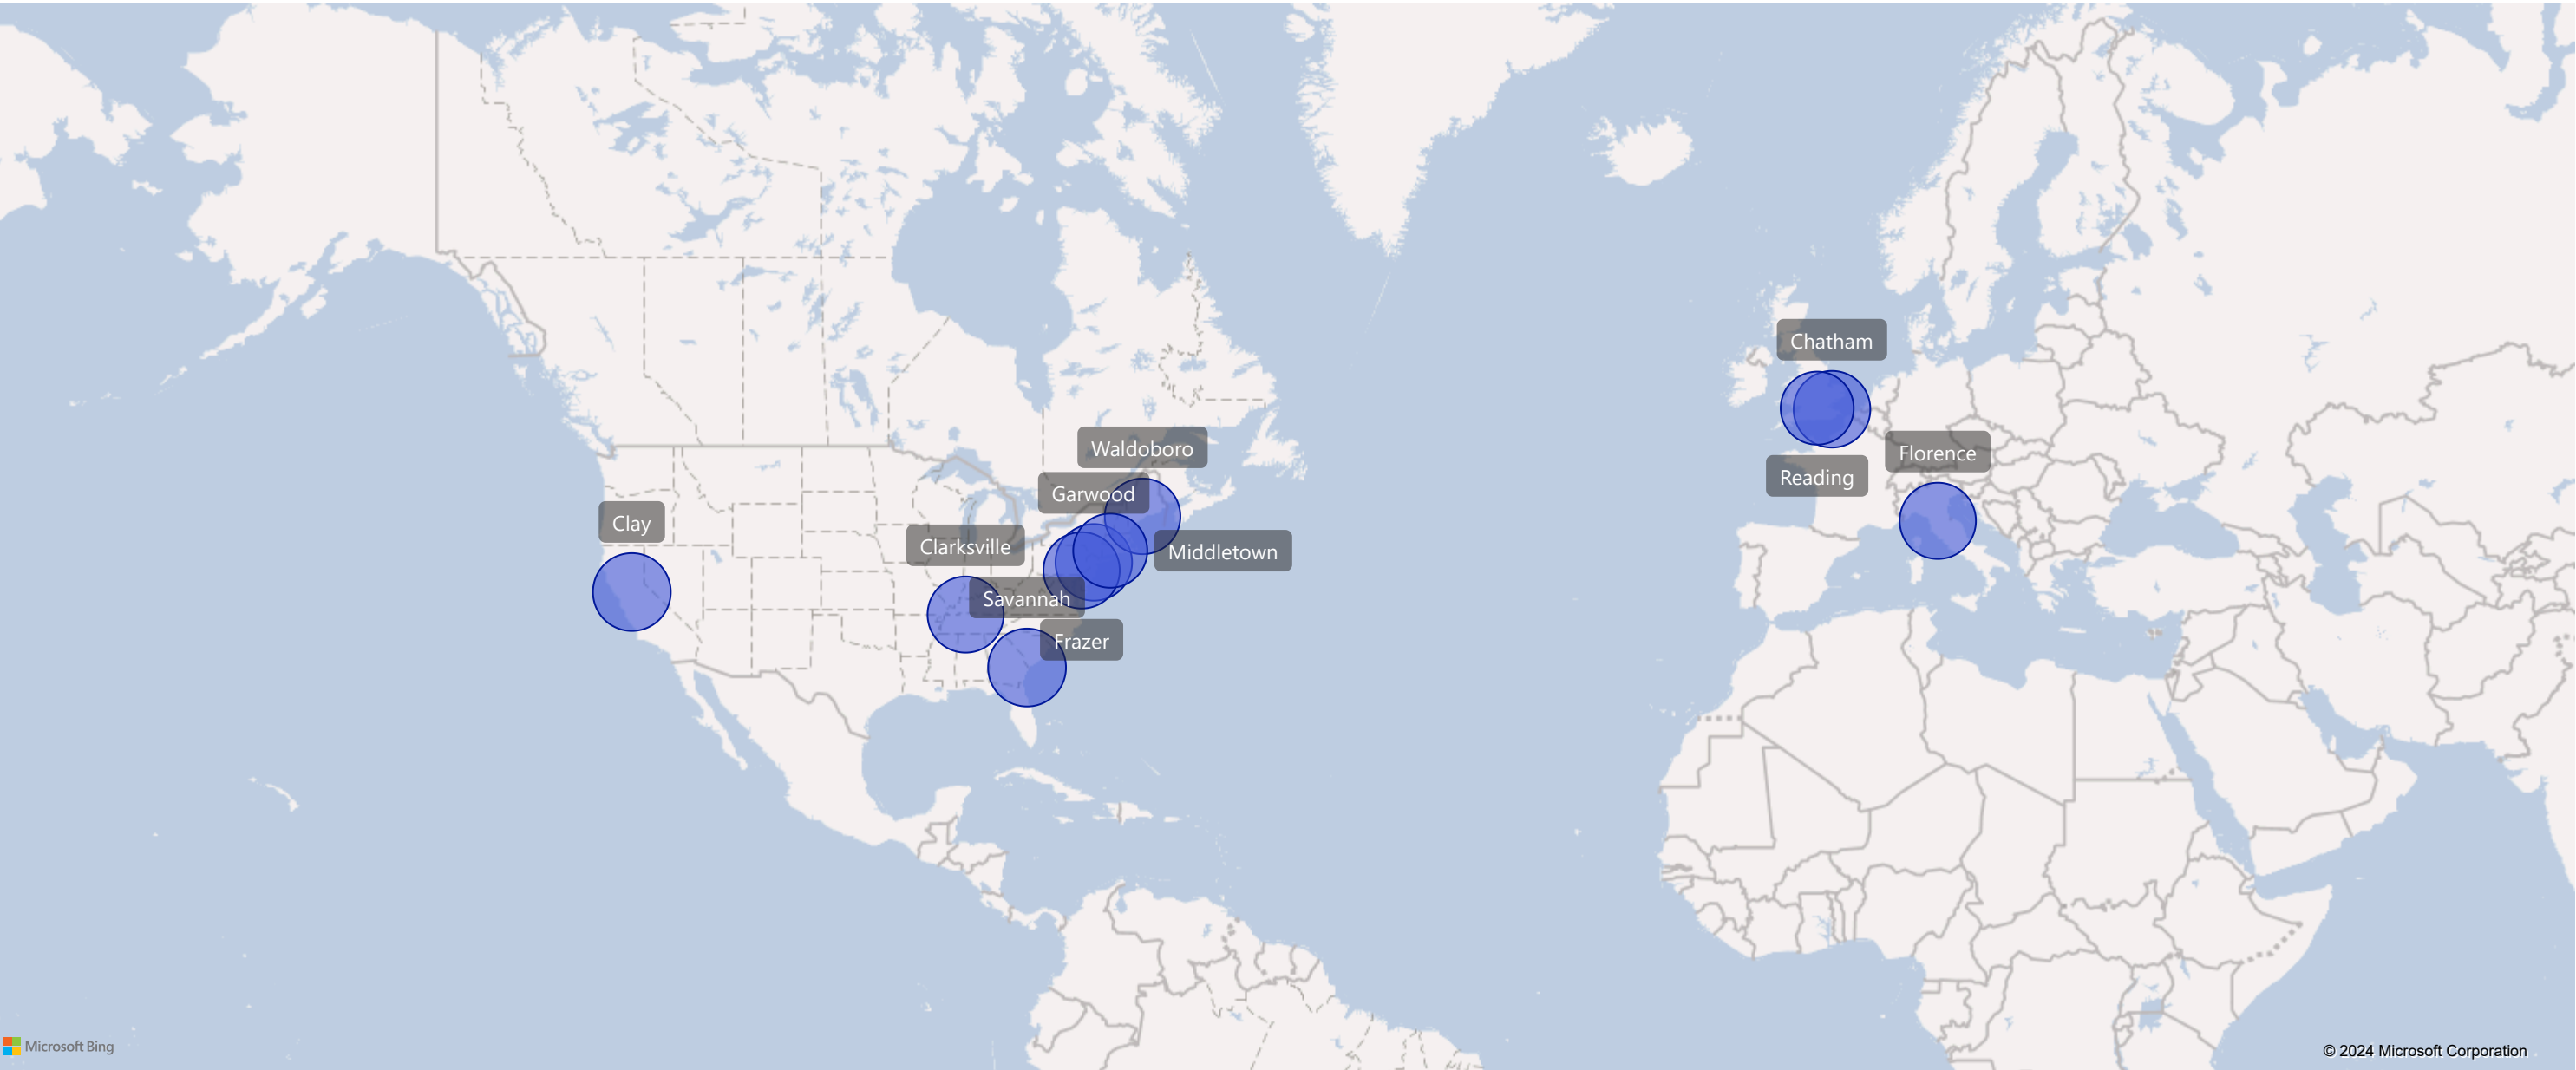 Chatham
Waldoboro
Florence
Reading
Garwood
Clay
Clarksville
Middletown
Savannah
Frazer
Microsoft Bing
© 2024 Microsoft Corporation